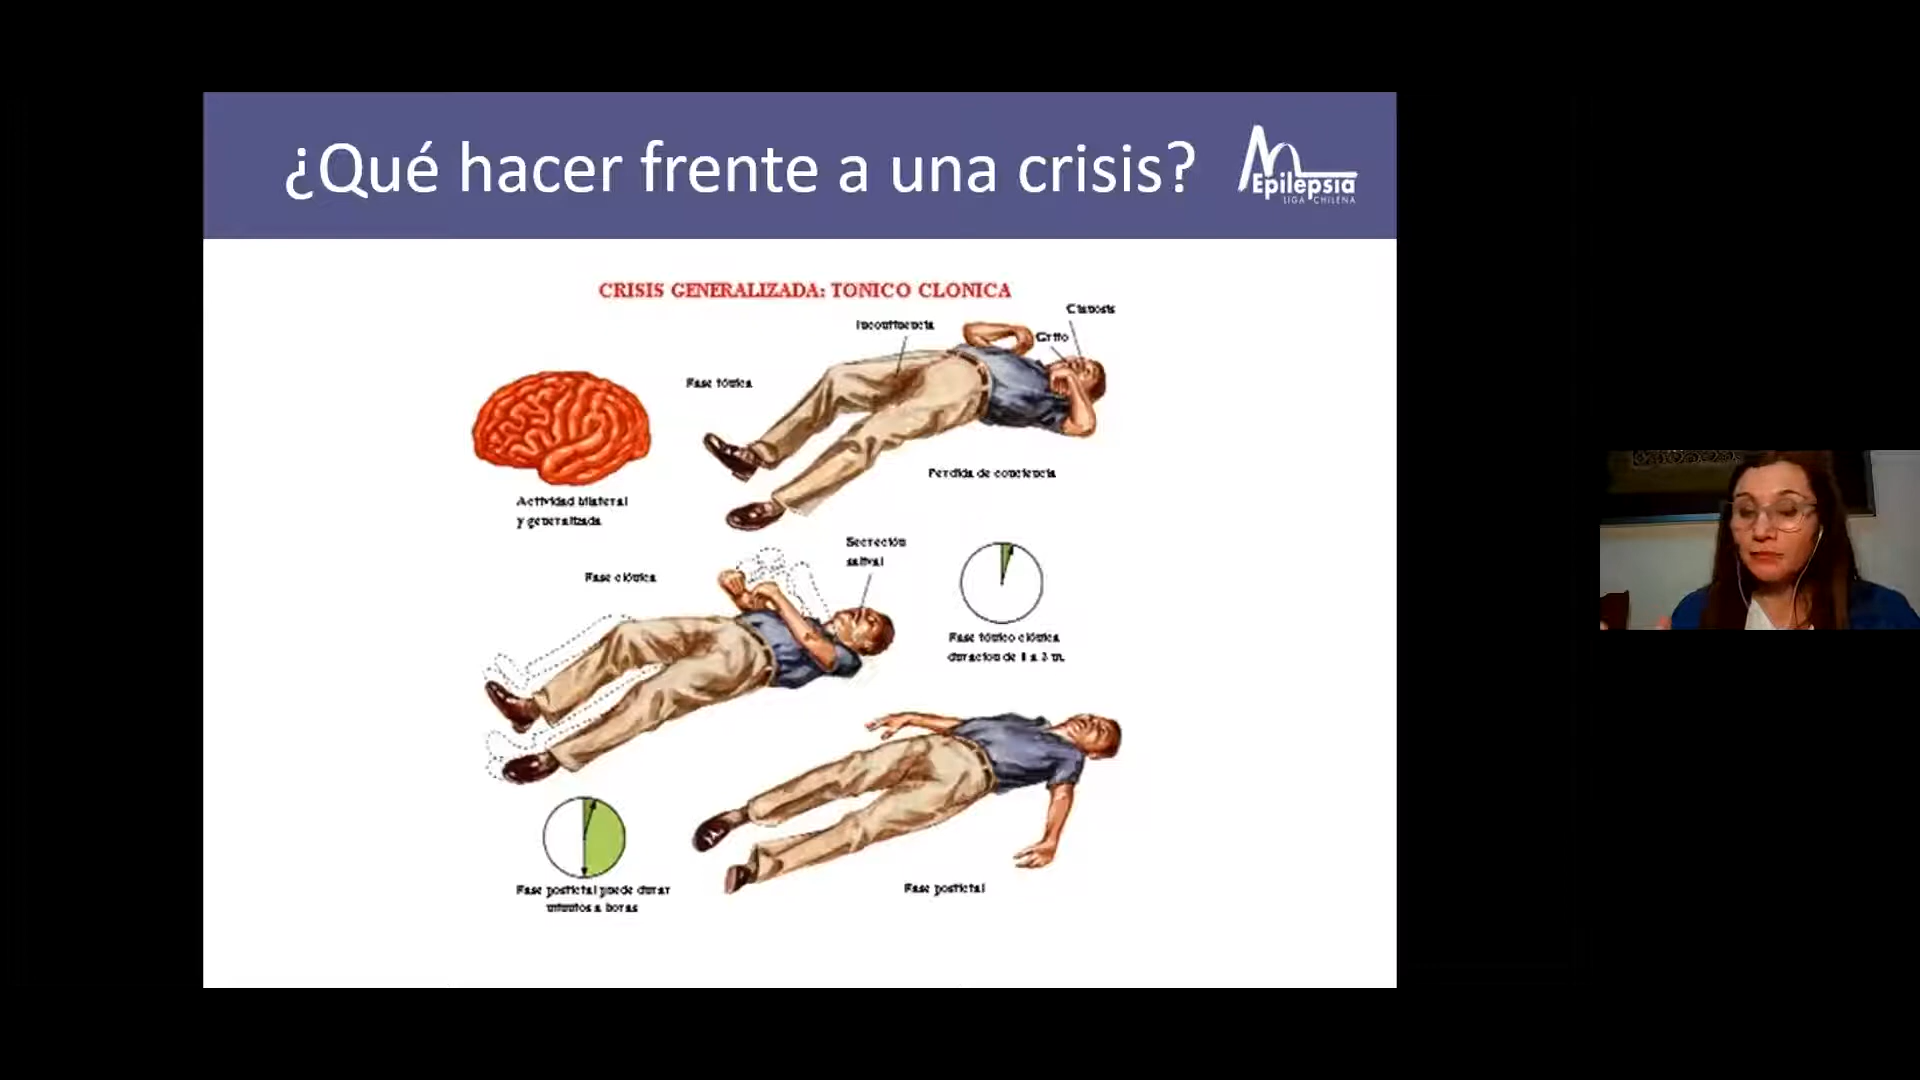 ¿Qué hacer frente a una crisis?
Epilepsia
LIGA CHILENA
CRISIS GENERALIZADA: TONICO CLONICA
Cianosis
Incontinencia
Grito
Fase tónica
Perdida de conciencia
Actividad bilateral
y generalizada
Secreción
salival
Fase clónica
Fase tónico clónica
duracion de 1 a 3 m.
Fase postictal puede durar
minutos a horas
Fase postictal